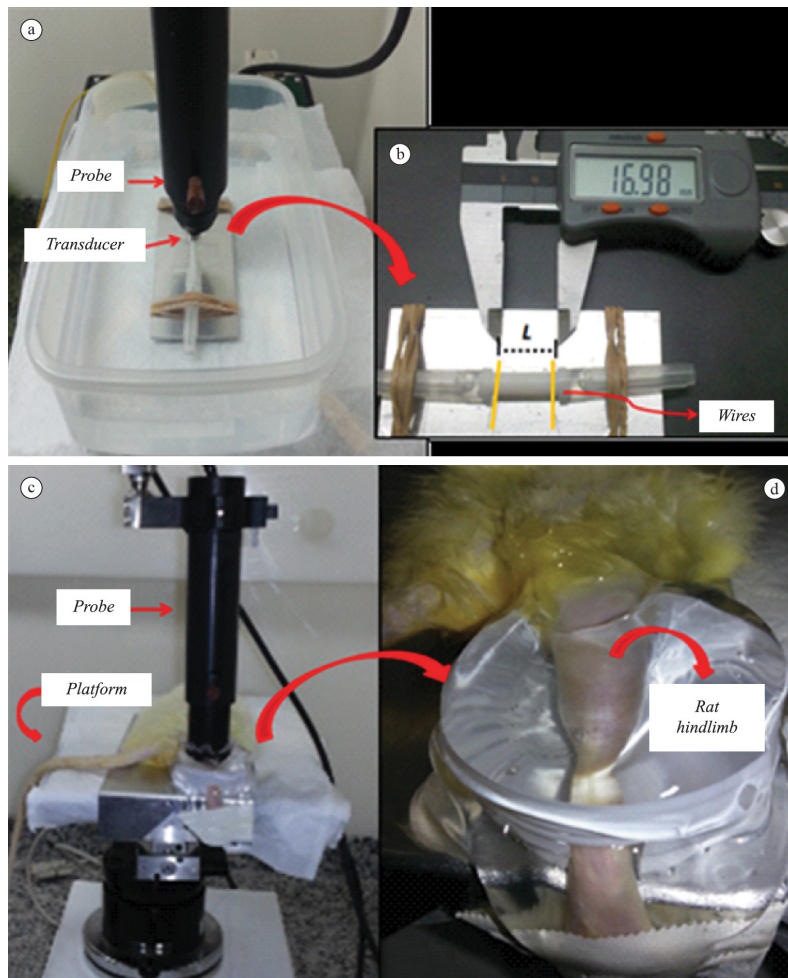 a
Probe
Transducer
b
16.98
L
Wires
c
Probe
Platform
d
Rat
hindlimb